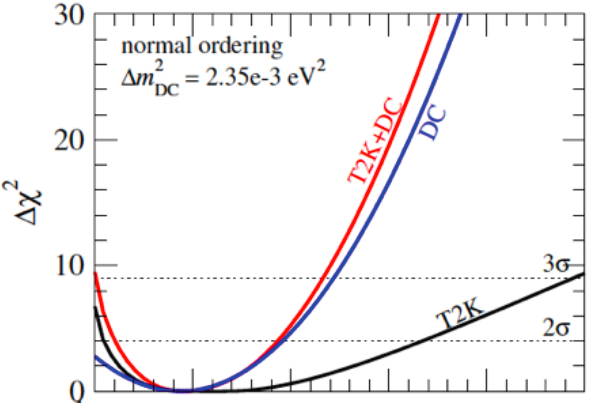 30
normal ordering
Δm²DC = 2.35e-3 eV²
20
T2K+DC
DC
Δχ²
10
3σ
T2K
2σ
0